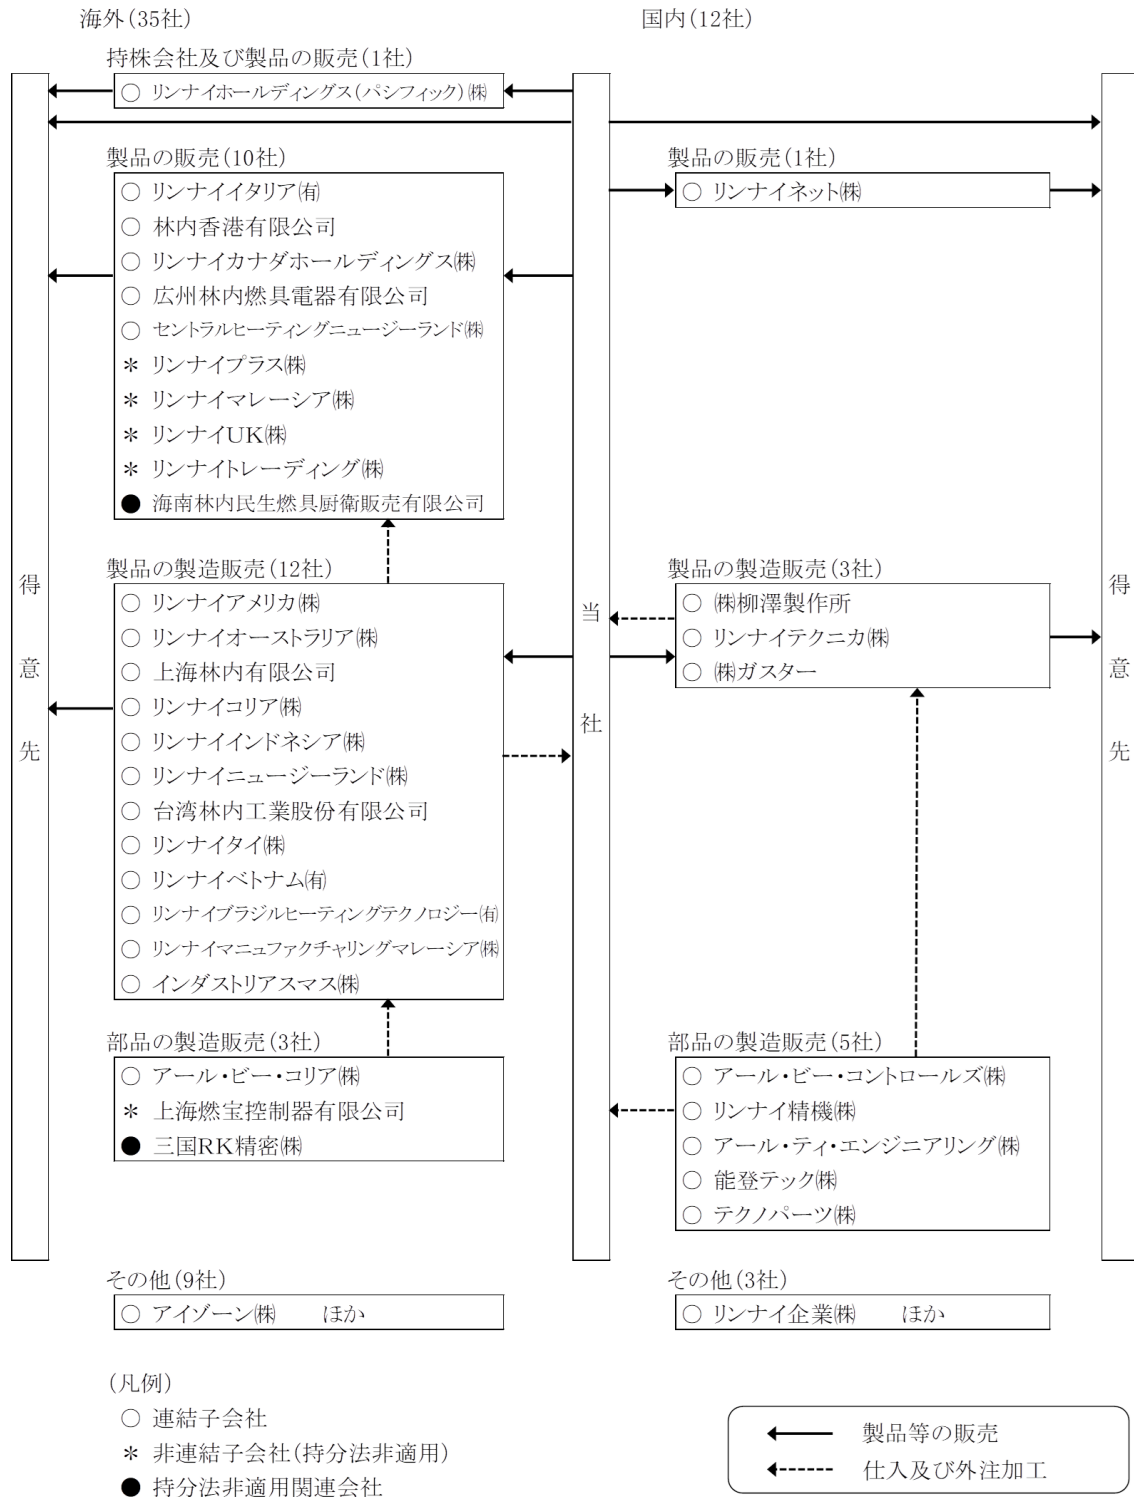 海外(35社)
国内(12社)
持株会社及び製品の販売(1社)
○ リンナイホールディングス(パシフィック)㈱
製品の販売(10社)
○ リンナイイタリア㈲
○ 林内香港有限公司
○ リンナイカナダホールディングス㈱
○ 広州林内燃具電器有限公司
○ セントラルヒーティングニュージーランド㈱
＊ リンナイプラス㈱
＊ リンナイマレーシア㈱
＊ リンナイUK㈱
＊ リンナイトレーディング㈱
● 海南林内民生燃具厨衛販売有限公司
製品の販売(1社)
○ リンナイネット㈱
製品の製造販売(12社)
○ リンナイアメリカ㈱
○ リンナイオーストラリア㈱
○ 上海林内有限公司
○ リンナイコリア㈱
○ リンナイインドネシア㈱
○ リンナイニュージーランド㈱
○ 台湾林内工業股份有限公司
○ リンナイタイ㈱
○ リンナイベトナム㈲
○ リンナイブラジルヒーティングテクノロジー㈲
○ リンナイマニュファクチャリングマレーシア㈱
○ インダストリアスマス㈱
製品の製造販売(3社)
○ ㈱柳澤製作所
○ リンナイテクニカ㈱
○ ㈱ガスター
得意先
当社
得意先
部品の製造販売(3社)
○ アール・ビー・コリア㈱
＊ 上海燃宝控制器有限公司
● 三国RK精密㈱
部品の製造販売(5社)
○ アール・ビー・コントロールズ㈱
○ リンナイ精機㈱
○ アール・ティ・エンジニアリング㈱
○ 能登テック㈱
○ テクノパーツ㈱
その他(9社)
○ アイゾーン㈱　ほか
その他(3社)
○ リンナイ企業㈱　ほか
(凡例)
○ 連結子会社
＊ 非連結子会社(持分法非適用)
● 持分法非適用関連会社
製品等の販売
仕入及び外注加工